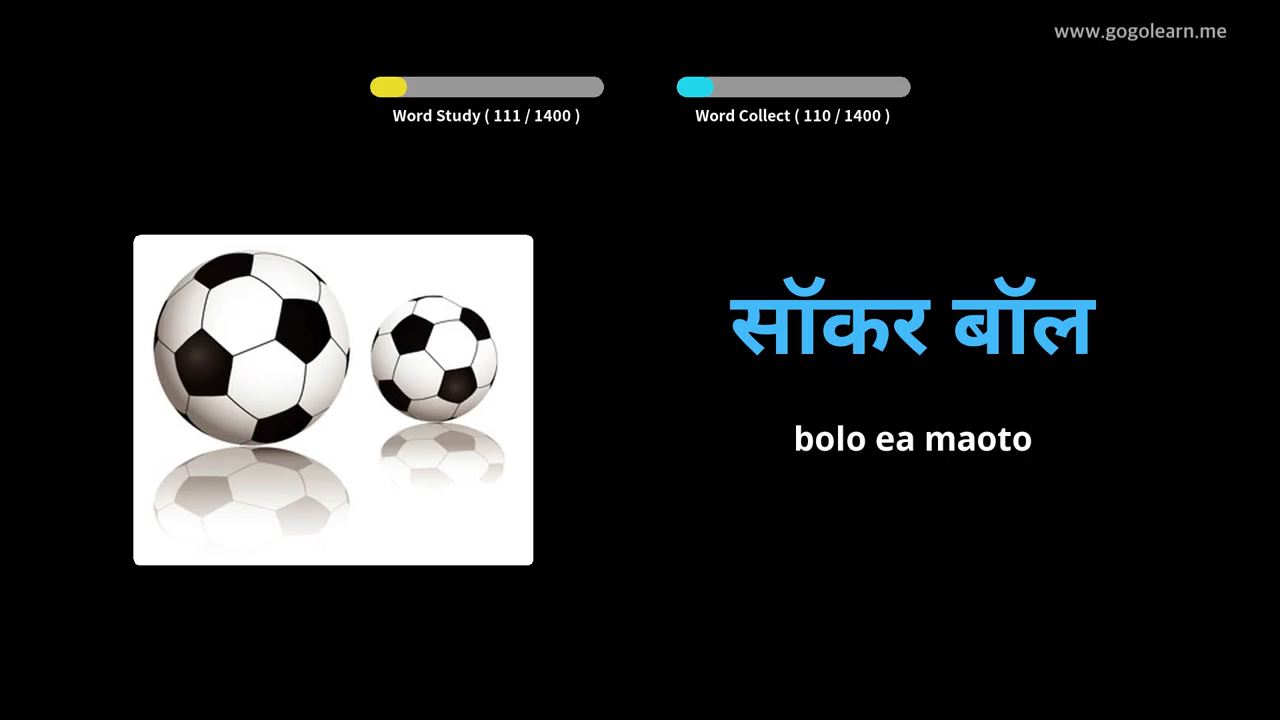 www.gogolearn.me
Word Study ( 111 / 1400 )
Word Collect ( 110 / 1400 )
सॉकर बॉल
bolo ea maoto